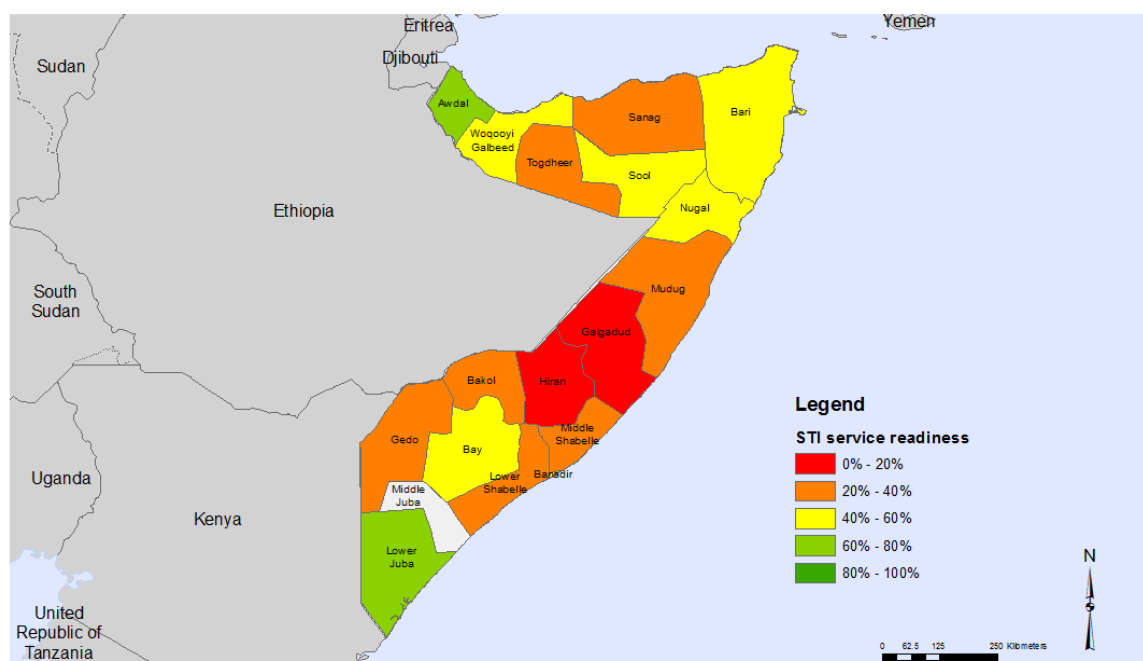 Eritrea
Yemen
Djibouti
Sudan
Awdal
Sanag
Bari
Woqooyi
Galbeed
Togdheer
Sool
Nugal
Ethiopia
South
Sudan
Mudug
Galgadud
Bakol
Hiran
Gedo
Middle
Shabelle
Bay
Lower
Shabelle
Banadir
Middle
Juba
Uganda
Kenya
Lower
Juba
United
Republic of
Tanzania
Legend
STI service readiness
0% - 20%
20% - 40%
40% - 60%
60% - 80%
80% - 100%
N
0 62.5 125 250 Kilometers